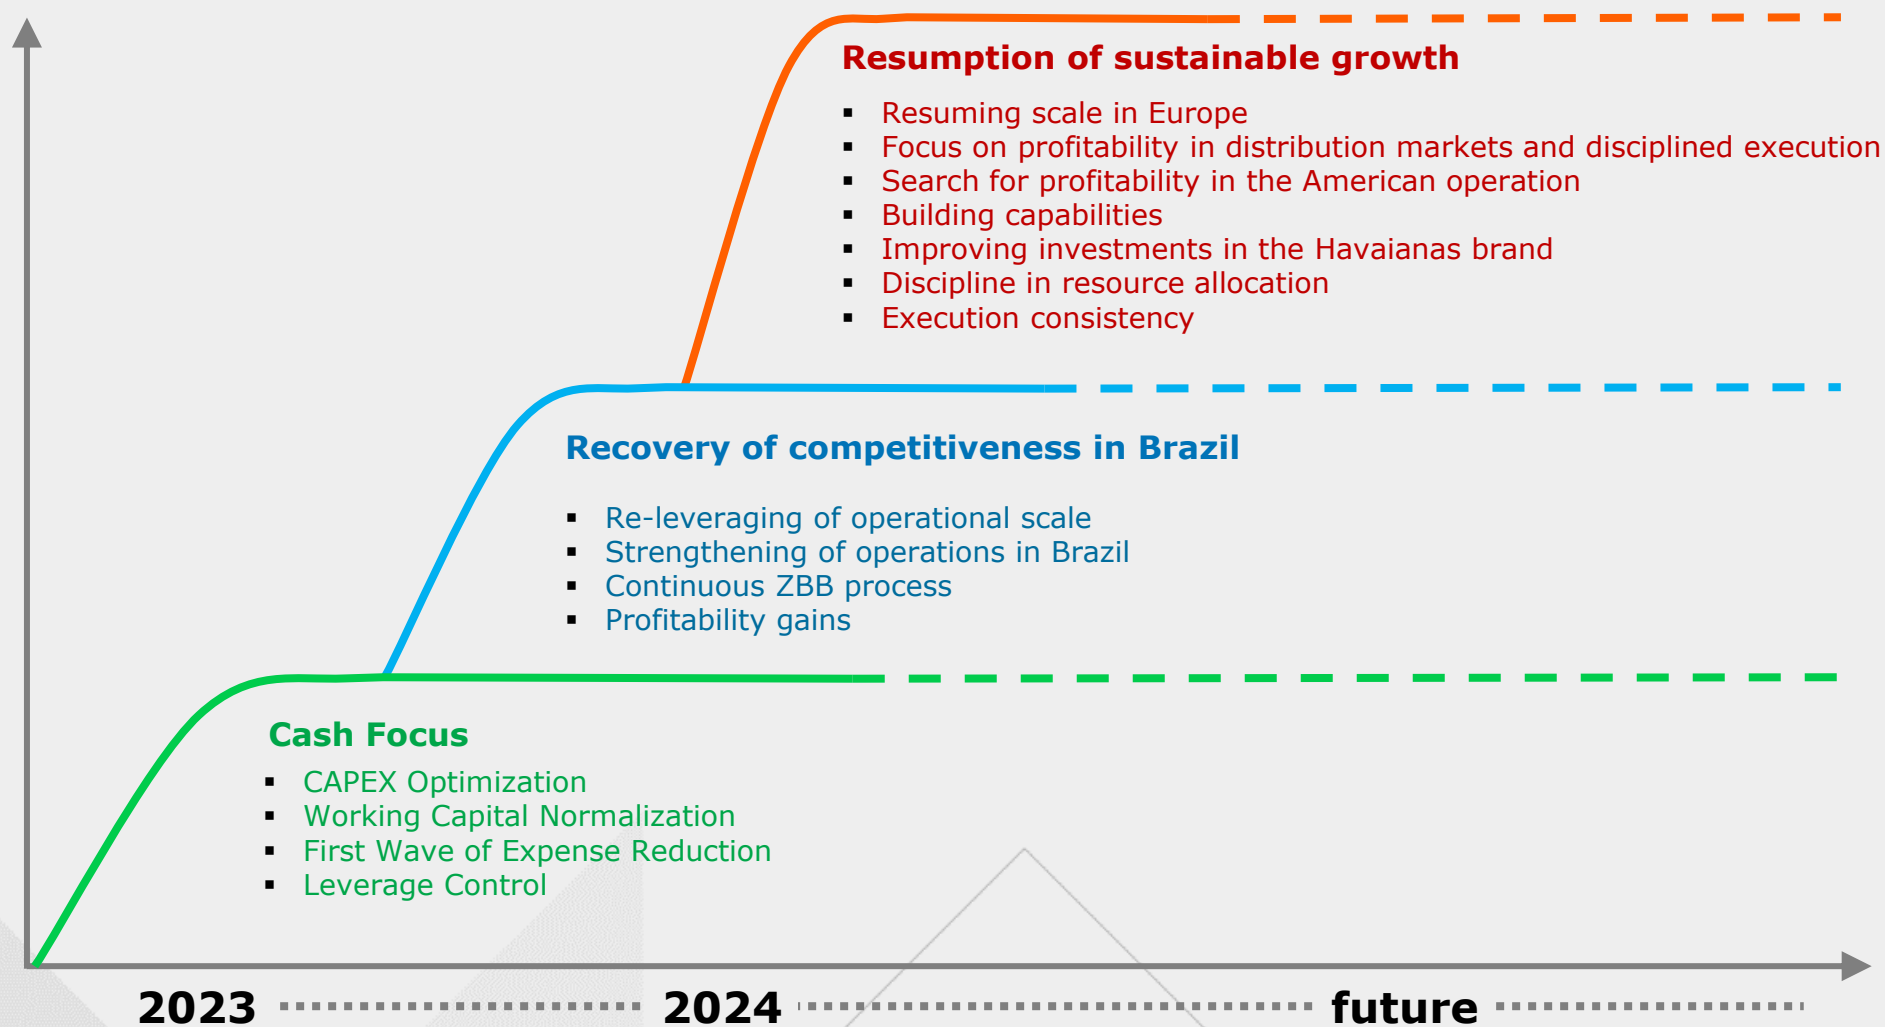 Resumption of sustainable growth
▪ Resuming scale in Europe
▪ Focus on profitability in distribution markets and disciplined execution
▪ Search for profitability in the American operation
▪ Building capabilities
▪ Improving investments in the Havaianas brand
▪ Discipline in resource allocation
▪ Execution consistency
Recovery of competitiveness in Brazil
▪ Re-leveraging of operational scale
▪ Strengthening of operations in Brazil
▪ Continuous ZBB process
▪ Profitability gains
Cash Focus
▪ CAPEX Optimization
▪ Working Capital Normalization
▪ First Wave of Expense Reduction
▪ Leverage Control
2023 2024 future